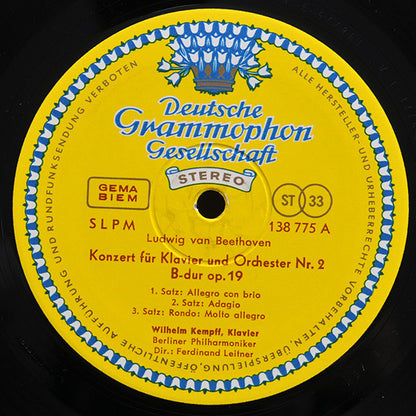 Deutsche
Grammophon
Gesellschaft
STEREO
GEMA
BIEM
ST 33
SLPM
138 775 A
Ludwig van Beethoven
Konzert für Klavier und Orchester Nr. 2
B-dur op. 19
1. Satz: Allegro con brio
2. Satz: Adagio
3. Satz: Rondo: Molto allegro
Wilhelm Kempff, Klavier
Berliner Philharmoniker
Dir.: Ferdinand Leitner
ALLE HERSTELLER- UND URHEBERRECHTE VORBEHALTEN, ÜBERSPIELUNG, ÖFFENTLICHE AUFFÜHRUNG UND RUNDFUNKSENDUNG VERBOTEN